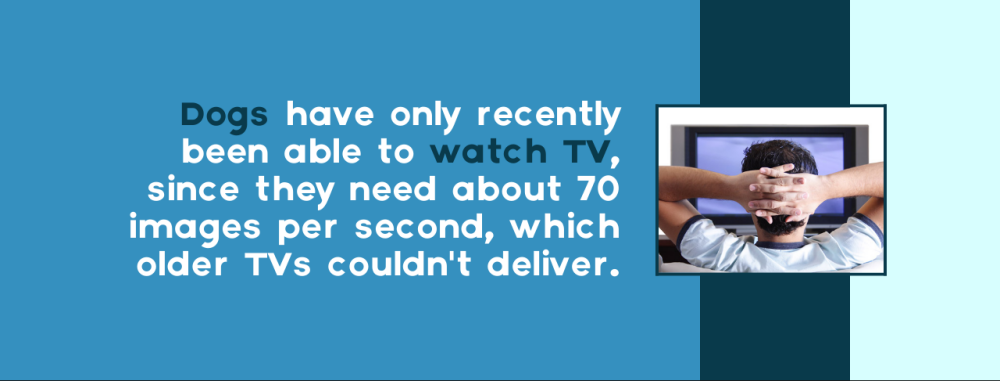 Dogs have only recently
been able to watch TV,
since they need about 70
images per second, which
older TVs couldn't deliver.